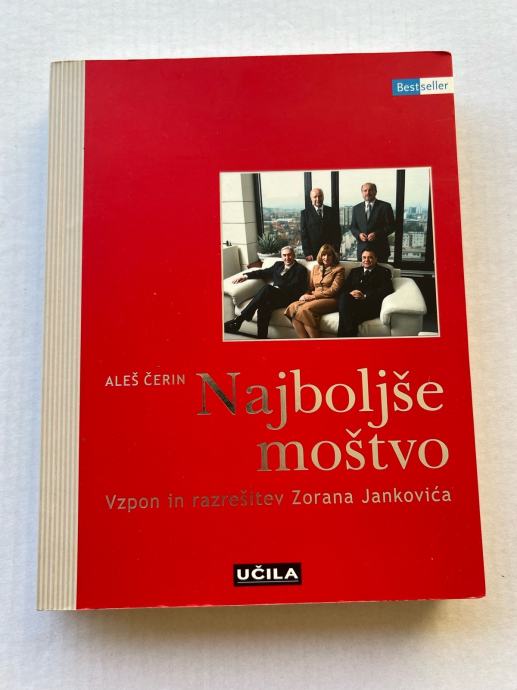 Bestseller
ALEŠ ČERIN Najboljše
moštvo
Vzpon in razrešitev Zorana Jankovića
UČILA